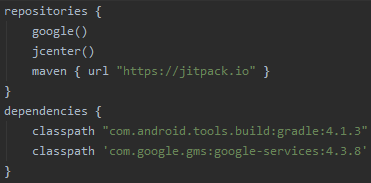 repositories {
    google()
    jcenter()
    maven { url "https://jitpack.io" }
}
dependencies {
    classpath "com.android.tools.build:gradle:4.1.3"
    classpath 'com.google.gms:google-services:4.3.8'
}